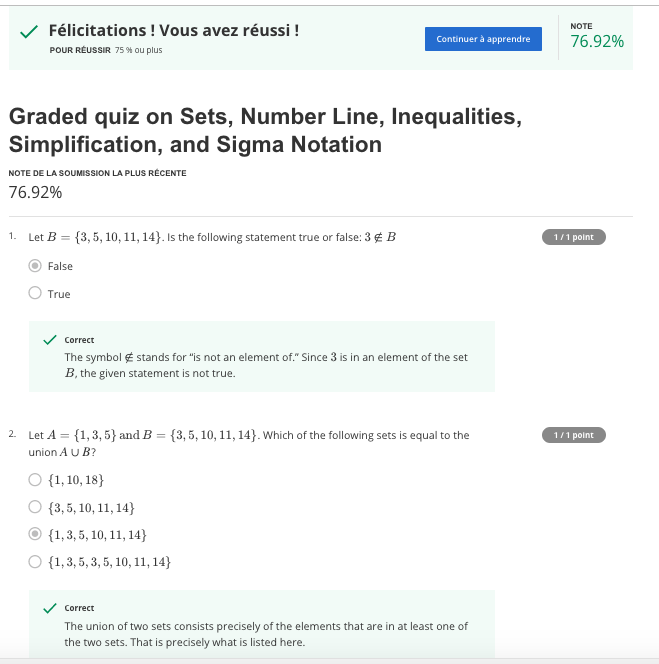 Félicitations ! Vous avez réussi !
POUR RÉUSSIR 75 % ou plus
Continuer à apprendre
NOTE
76.92%
Graded quiz on Sets, Number Line, Inequalities,
Simplification, and Sigma Notation
NOTE DE LA SOUMISSION LA PLUS RÉCENTE
76.92%
1. Let B = {3, 5, 10, 11, 14}. Is the following statement true or false: 3 ∉ B
1 / 1 point
False
True
Correct
The symbol ∉ stands for “is not an element of.” Since 3 is in an element of the set
B, the given statement is not true.
2. Let A = {1, 3, 5} and B = {3, 5, 10, 11, 14}. Which of the following sets is equal to the
union A ∪ B?
1 / 1 point
{1, 10, 18}
{3, 5, 10, 11, 14}
{1, 3, 5, 10, 11, 14}
{1, 3, 5, 3, 5, 10, 11, 14}
Correct
The union of two sets consists precisely of the elements that are in at least one of
the two sets. That is precisely what is listed here.